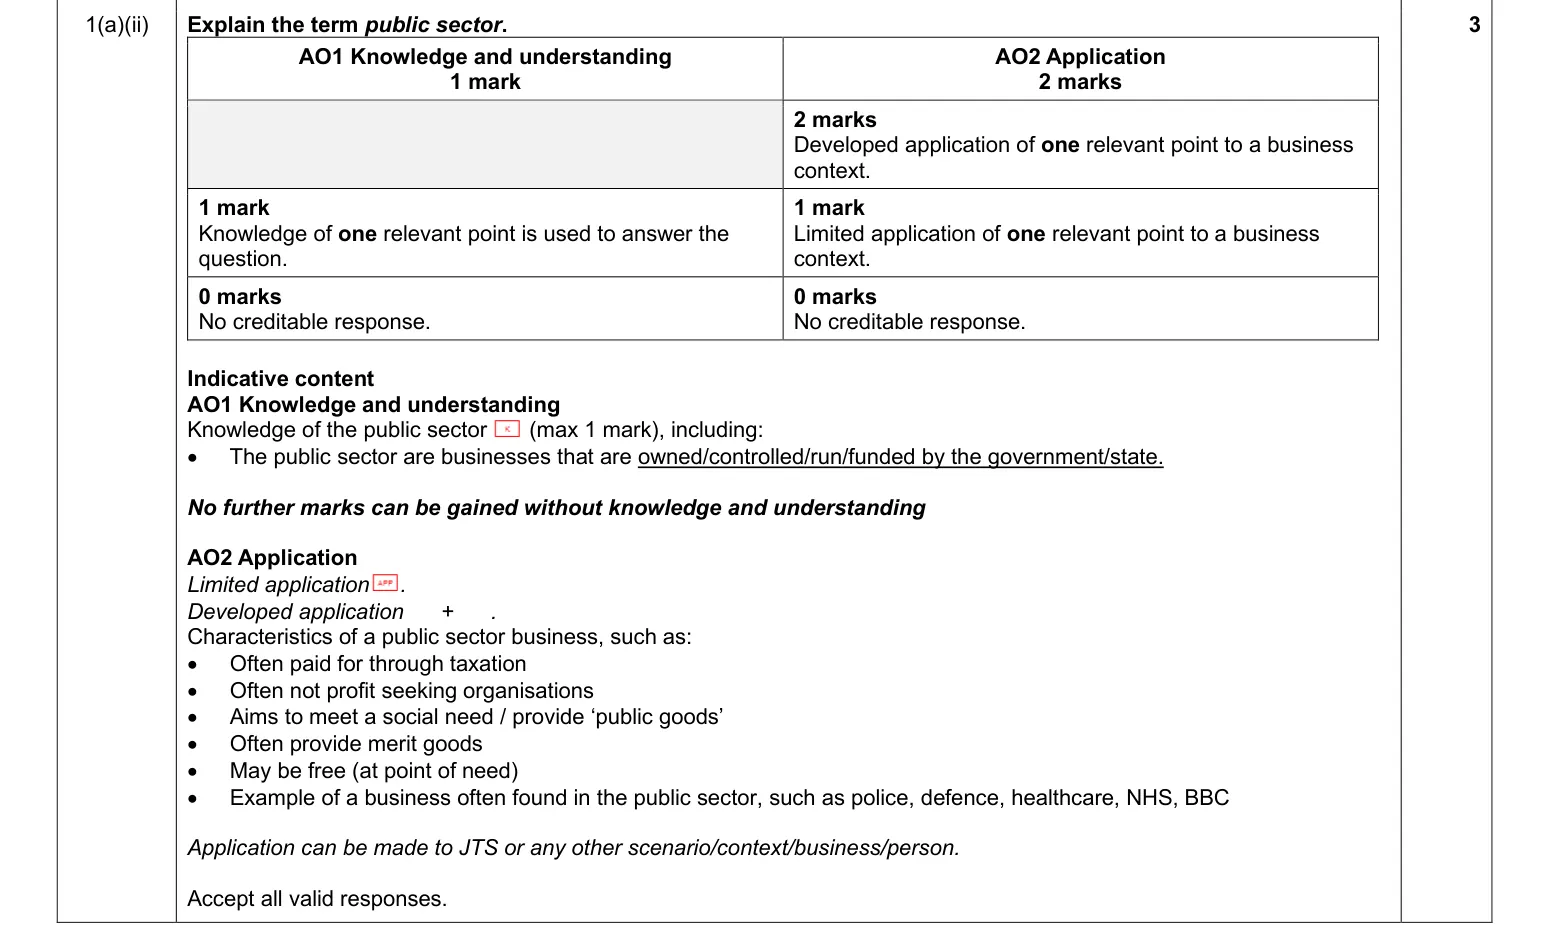 1(a)(ii)
Explain the term public sector.
3
AO1 Knowledge and understanding
1 mark
AO2 Application
2 marks
2 marks
Developed application of one relevant point to a business
context.
1 mark
Knowledge of one relevant point is used to answer the
question.
1 mark
Limited application of one relevant point to a business
context.
0 marks
No creditable response.
0 marks
No creditable response.
Indicative content
AO1 Knowledge and understanding
Knowledge of the public sector K (max 1 mark), including:
• The public sector are businesses that are owned/controlled/run/funded by the government/state.
No further marks can be gained without knowledge and understanding
AO2 Application
Limited application APP.
Developed application + .
Characteristics of a public sector business, such as:
• Often paid for through taxation
• Often not profit seeking organisations
• Aims to meet a social need / provide ‘public goods’
• Often provide merit goods
• May be free (at point of need)
• Example of a business often found in the public sector, such as police, defence, healthcare, NHS, BBC
Application can be made to JTS or any other scenario/context/business/person.
Accept all valid responses.